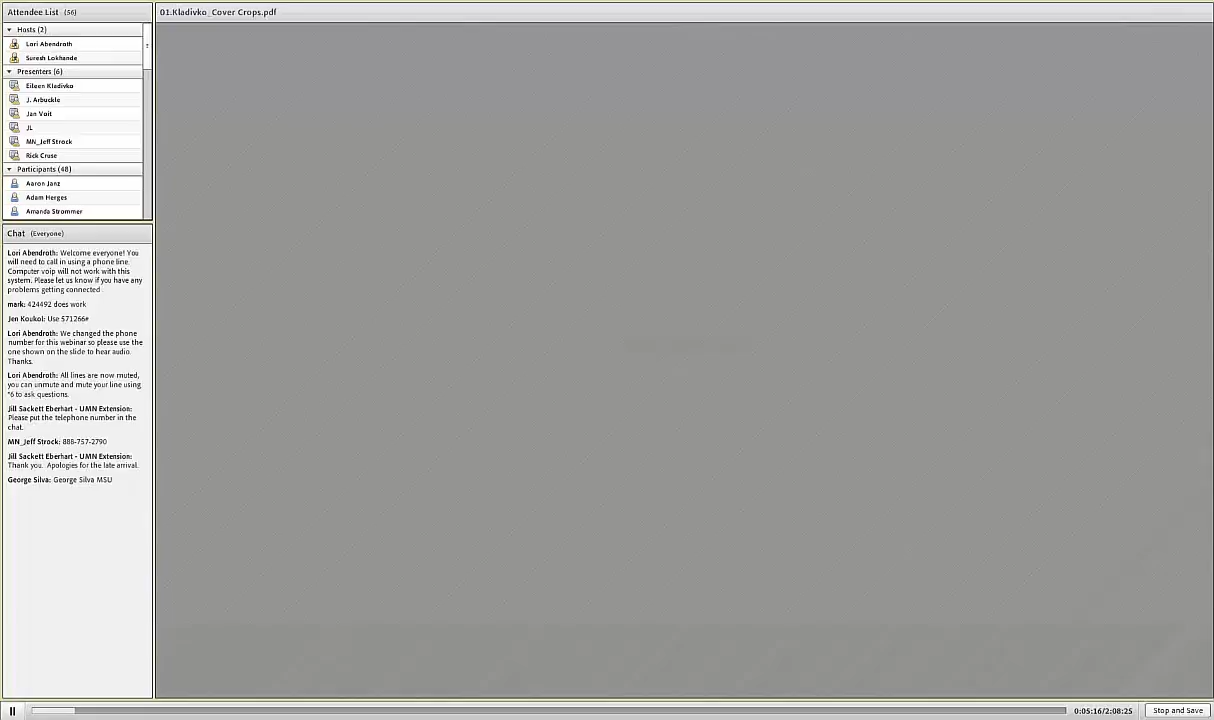 Attendee List (56)
Hosts (2)
Lori Abendroth
Suresh Lokhande
Presenters (6)
Eileen Kladivko
J. Arbuckle
Jan Voit
JL
MN_Jeff Strock
Rick Cruse
Participants (48)
Aaron Janz
Adam Herges
Amanda Strommer
Chat (Everyone)
Lori Abendroth: Welcome everyone! You
will need to call in using a phone line.
Computer voip will not work with this
system. Please let us know if you have any
problems getting connected.
mark: 424492 does work
Jen Koukol: Use 571266#
Lori Abendroth: We changed the phone
number for this webinar so please use the
one shown on the slide to hear audio.
Thanks.
Lori Abendroth: All lines are now muted,
you can unmute and mute your line using
*6 to ask questions.
Jill Sackett Eberhart - UMN Extension:
Please put the telephone number in the
chat.
MN_Jeff Strock: 888-757-2790
Jill Sackett Eberhart - UMN Extension:
Thank you. Apologies for the late arrival.
George Silva: George Silva MSU
01.Kladivko_Cover Crops.pdf
0:05:16/2:08:25
Stop and Save